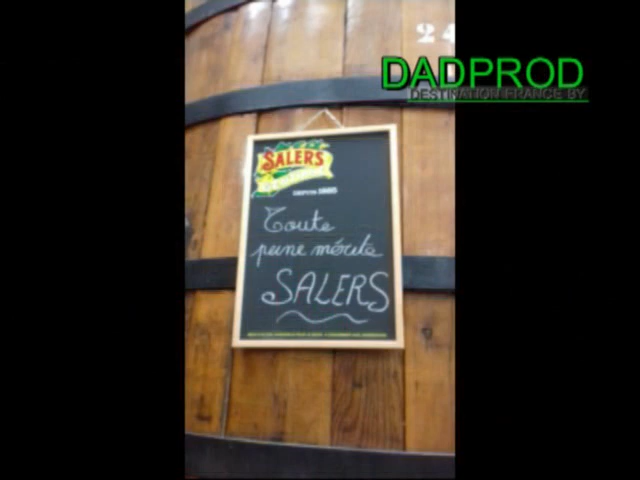 24
DADPROD
DESTINATION FRANCE BY
SALERS
Toute
peine mérite
SALERS